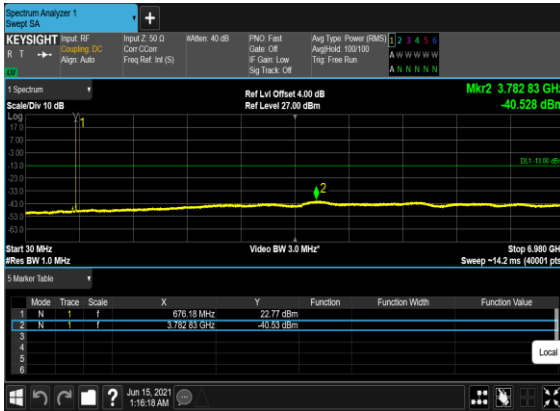 Spectrum Analyzer 1
Swept SA
+
KEYSIGHT Input: RF Input Z: 50 Ω #Atten: 40 dB PNO: Fast Avg Type: Power (RMS) 1 2 3 4 5 6
R T Coupling: DC Corr CCorr Gate: Off Avg|Hold: 100/100 A W W W W W
Align: Auto Freq Ref: Int (S) IF Gain: Low Trig: Free Run
LXI Sig Track: Off A N N N N N
1 Spectrum Ref Lvl Offset 4.00 dB Mkr2 3.782 83 GHz
Scale/Div 10 dB Ref Level 27.00 dBm -40.528 dBm
Log
17.0
1
7.00
-3.00
-13.0 DL1 -13.00 dBm
-23.0
-33.0
2
-43.0
-53.0
-63.0
Start 30 MHz Video BW 3.0 MHz* Stop 6.980 GHz
#Res BW 1.0 MHz Sweep ~14.2 ms (40001 pts)
5 Marker Table
Mode Trace Scale X Y Function Function Width Function Value
1 N 1 f 676.18 MHz 22.77 dBm
2 N 1 f 3.782 83 GHz -40.53 dBm
3
4
5
6
Local
? Jun 15, 2021
1:16:18 AM